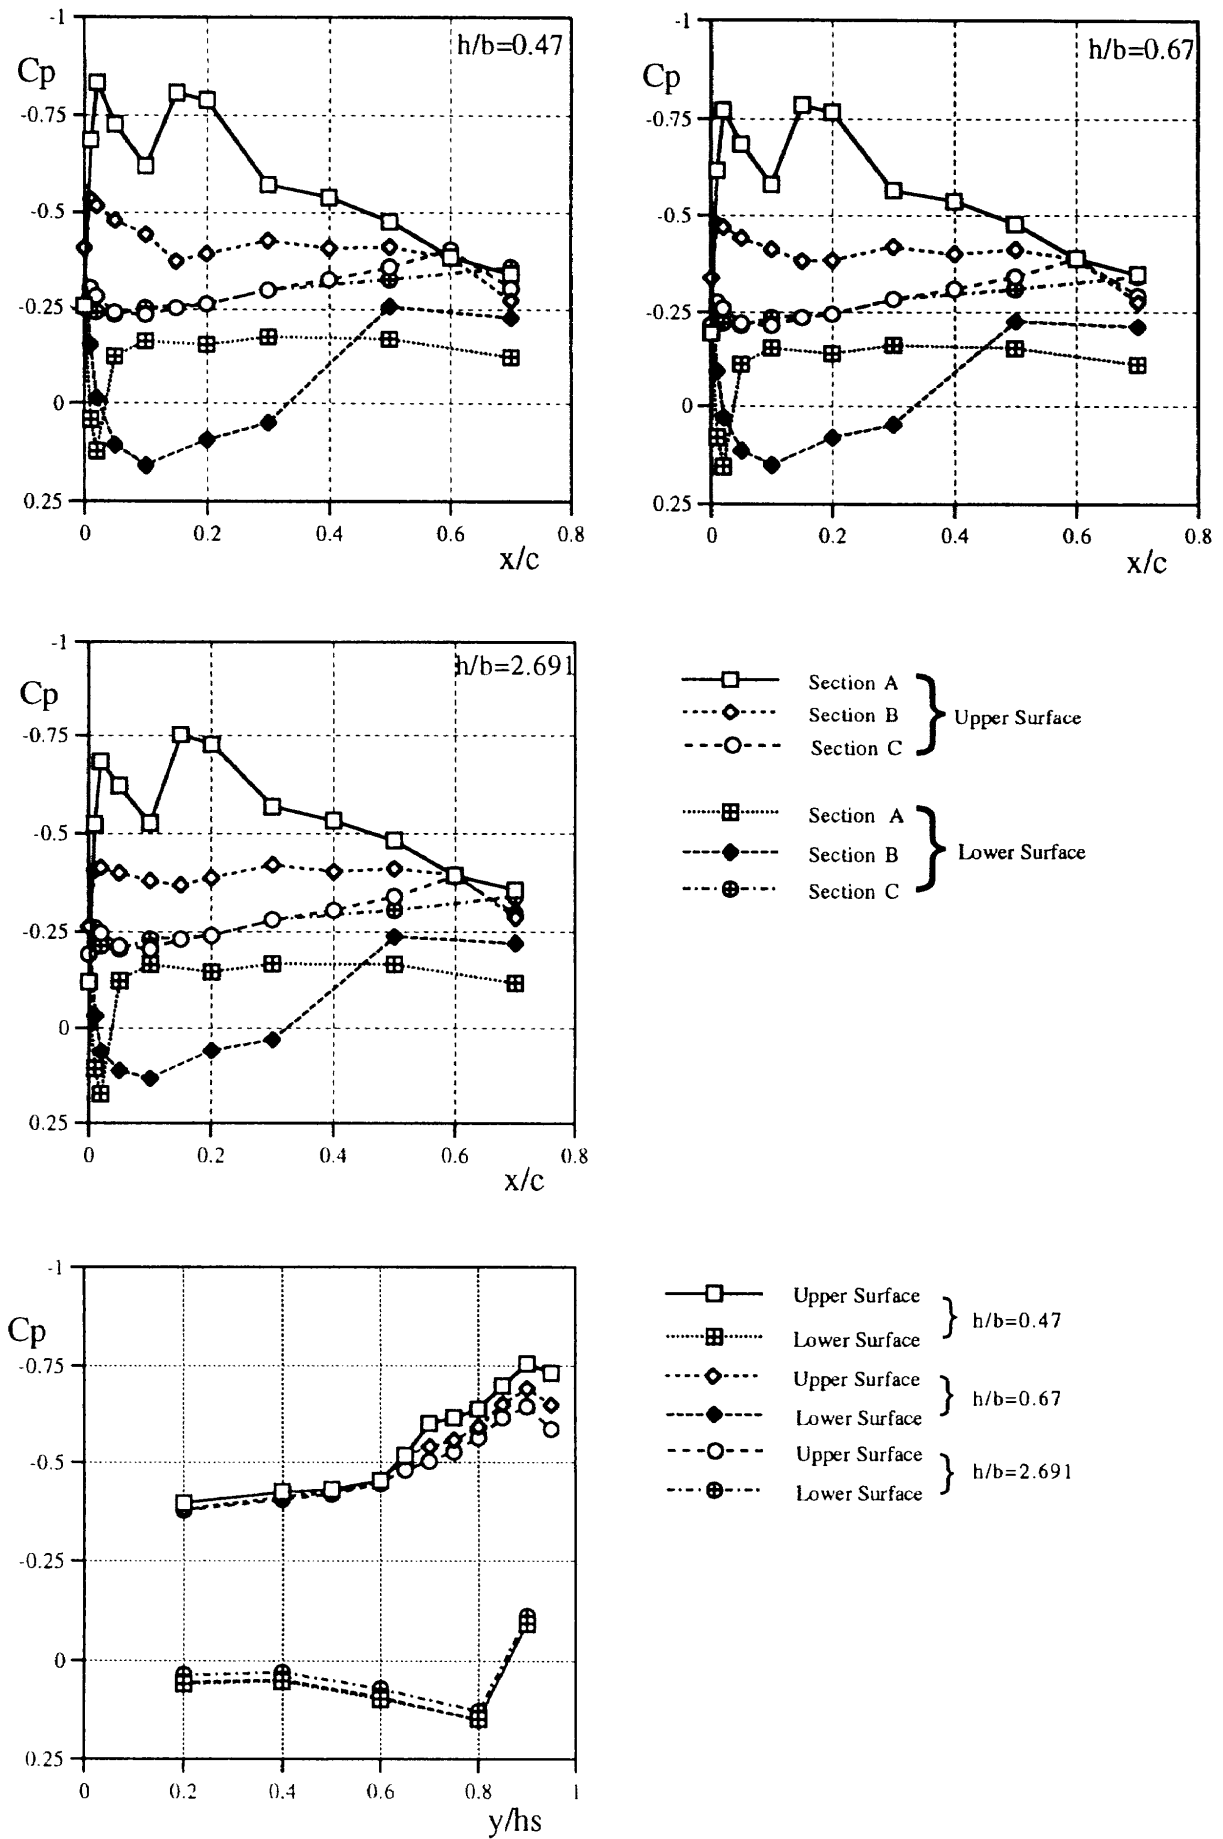 -1
h/b=0.47
Cp
-0.75
-0.5
-0.25
0
0.25
0
0.2
0.4
0.6
0.8
x/c
-1
h/b=0.67
Cp
-0.75
-0.5
-0.25
0
0.25
0
0.2
0.4
0.6
0.8
x/c
-1
h/b=2.691
Cp
-0.75
-0.5
-0.25
0
0.25
0
0.2
0.4
0.6
0.8
x/c
Section A
Section B
Section C
Upper Surface
Section A
Section B
Section C
Lower Surface
-1
Cp
-0.75
-0.5
-0.25
0
0.25
0
0.2
0.4
0.6
0.8
1
y/hs
Upper Surface
Lower Surface
h/b=0.47
Upper Surface
Lower Surface
h/b=0.67
Upper Surface
Lower Surface
h/b=2.691